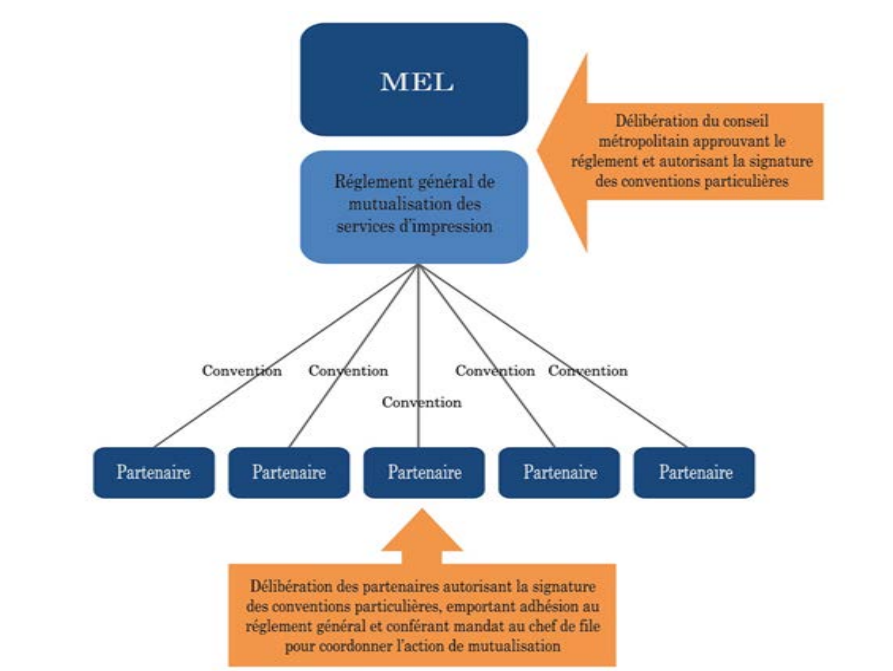 MEL
Délibération du conseil
métropolitain approuvant le
réglement et autorisant la signature
des conventions particulières
Réglement général de
mutualisation des
services d'impression
Convention
Convention
Convention
Convention
Convention
Partenaire
Partenaire
Partenaire
Partenaire
Partenaire
Délibération des partenaires autorisant la signature
des conventions particulières, emportant adhésion au
réglement général et conférant mandat au chef de file
pour coordonner l'action de mutualisation